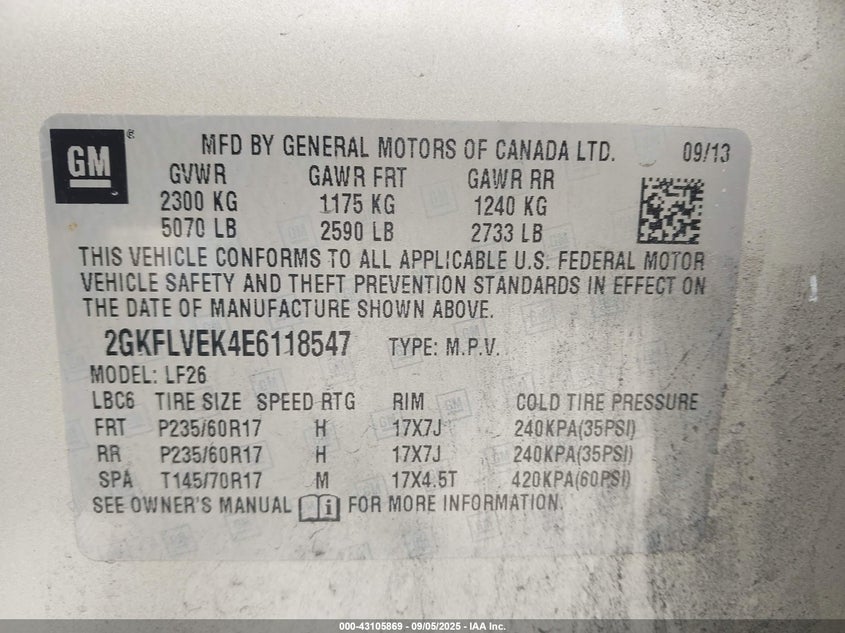 GM ®
MFD BY GENERAL MOTORS OF CANADA LTD. 09/13
GVWR GAWR FRT GAWR RR
2300 KG 1175 KG 1240 KG
5070 LB 2590 LB 2733 LB
THIS VEHICLE CONFORMS TO ALL APPLICABLE U.S. FEDERAL MOTOR
VEHICLE SAFETY AND THEFT PREVENTION STANDARDS IN EFFECT ON
THE DATE OF MANUFACTURE SHOWN ABOVE.
2GKFLVEK4E6118547 TYPE: M.P.V.
MODEL: LF26
LBC6 TIRE SIZE SPEED RTG RIM COLD TIRE PRESSURE
FRT P235/60R17 H 17X7J 240KPA(35PSI)
RR P235/60R17 H 17X7J 240KPA(35PSI)
SPA T145/70R17 M 17X4.5T 420KPA(60PSI)
SEE OWNER'S MANUAL i FOR MORE INFORMATION.
000-43105869 - 09/05/2025 - IAA Inc.